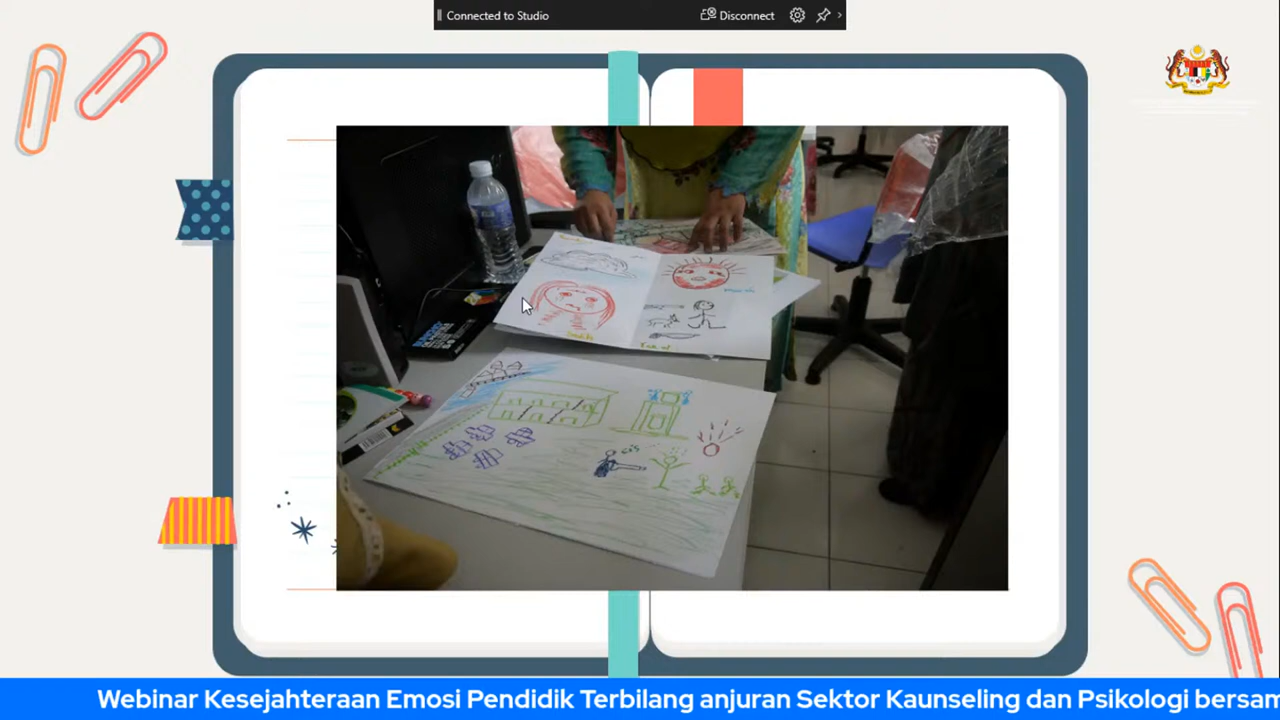 Connected to Studio
Disconnect
Webinar Kesejahteraan Emosi Pendidik Terbilang anjuran Sektor Kaunseling dan Psikologi bersam